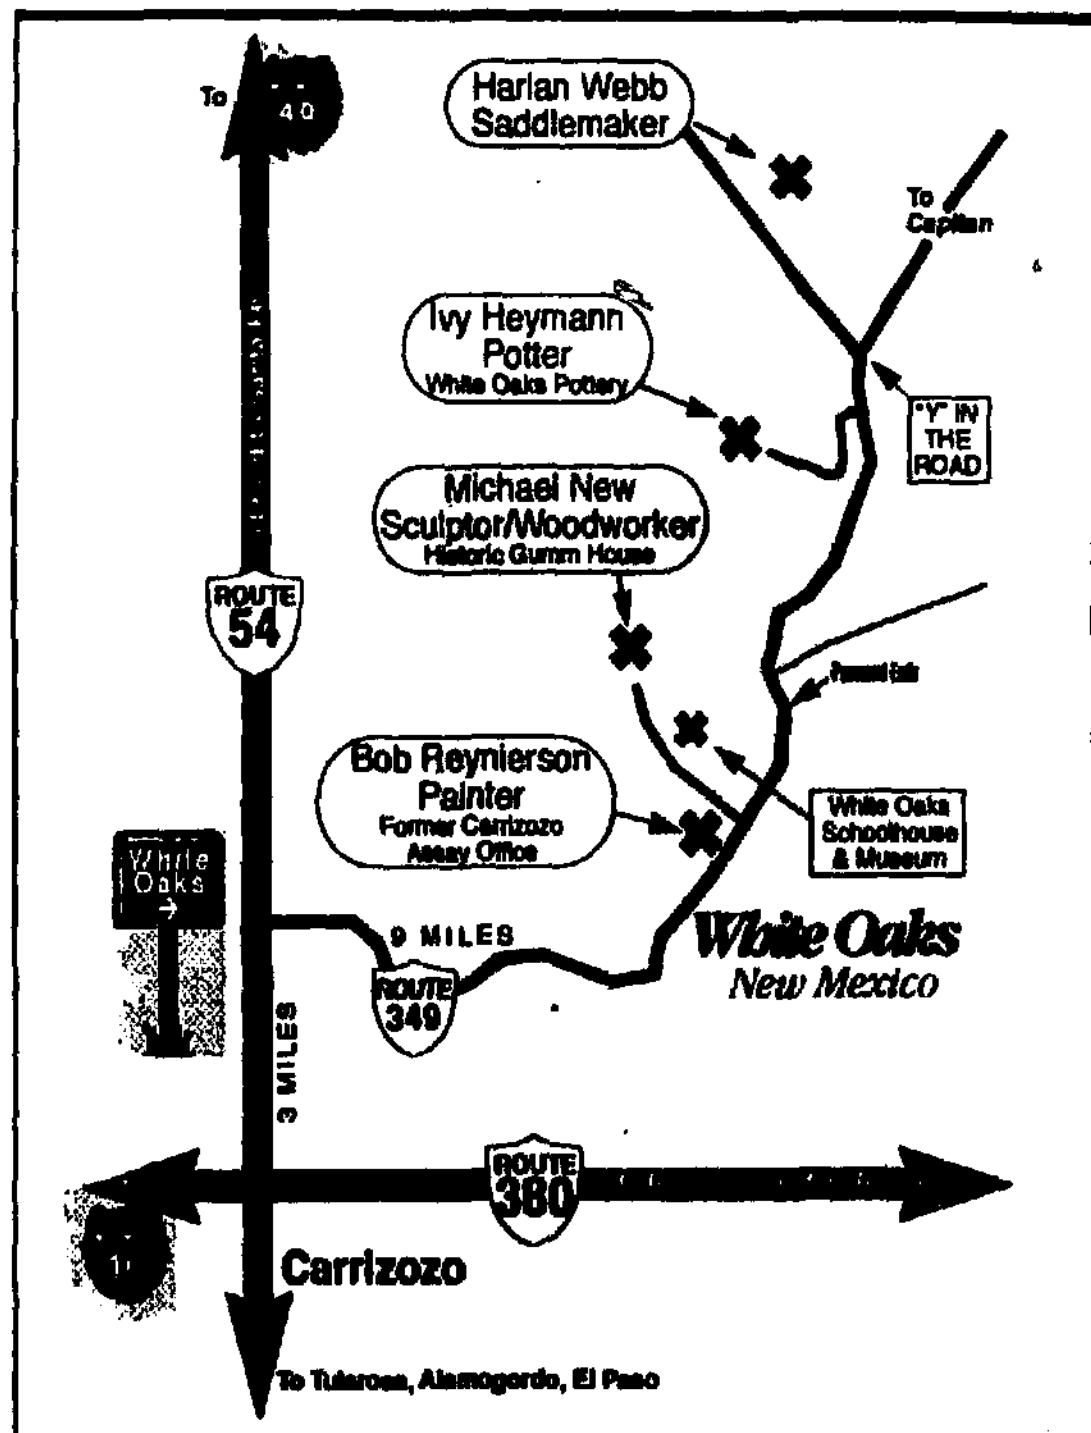 To
40
Harlan Webb
Saddlemaker
To
Capitan
Ivy Heymann
Potter
White Oaks Pottery
"Y" IN
THE
ROAD
Michael New
Sculptor/Woodworker
Historic Gumm House
ROUTE
54
Pavement Ends
Bob Reynierson
Painter
Former Carrizozo
Assay Office
White Oaks
Schoolhouse
& Museum
White
Oaks
→
9 MILES
White Oaks
New Mexico
ROUTE
349
3 MILES
ROUTE
380
Carrizozo
To Tularosa, Alamogordo, El Paso